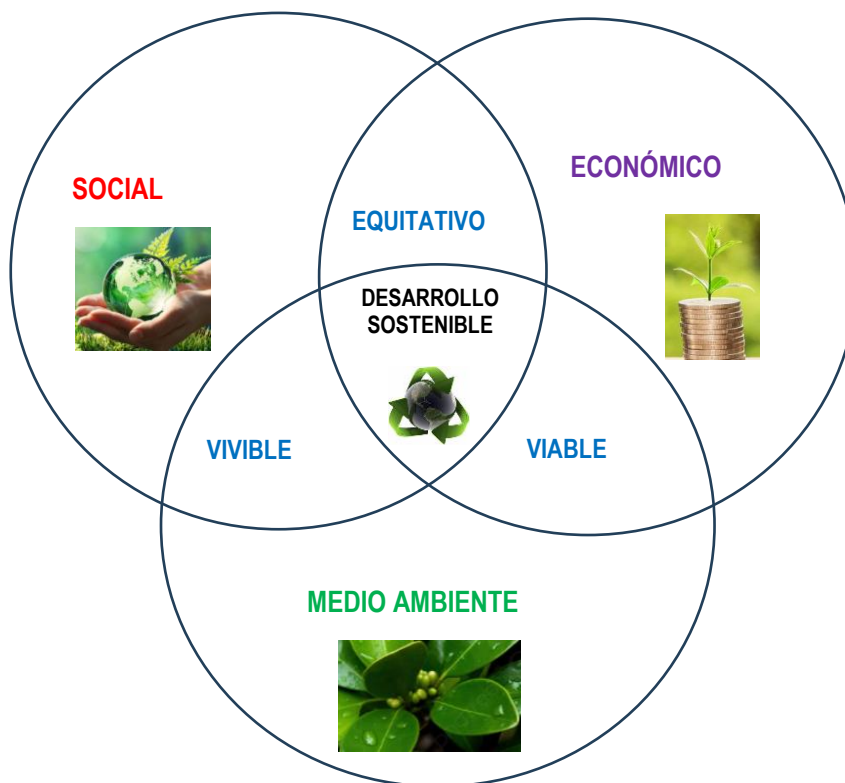 ECONÓMICO
SOCIAL
EQUITATIVO
DESARROLLO
SOSTENIBLE
VIVIBLE
VIABLE
MEDIO AMBIENTE